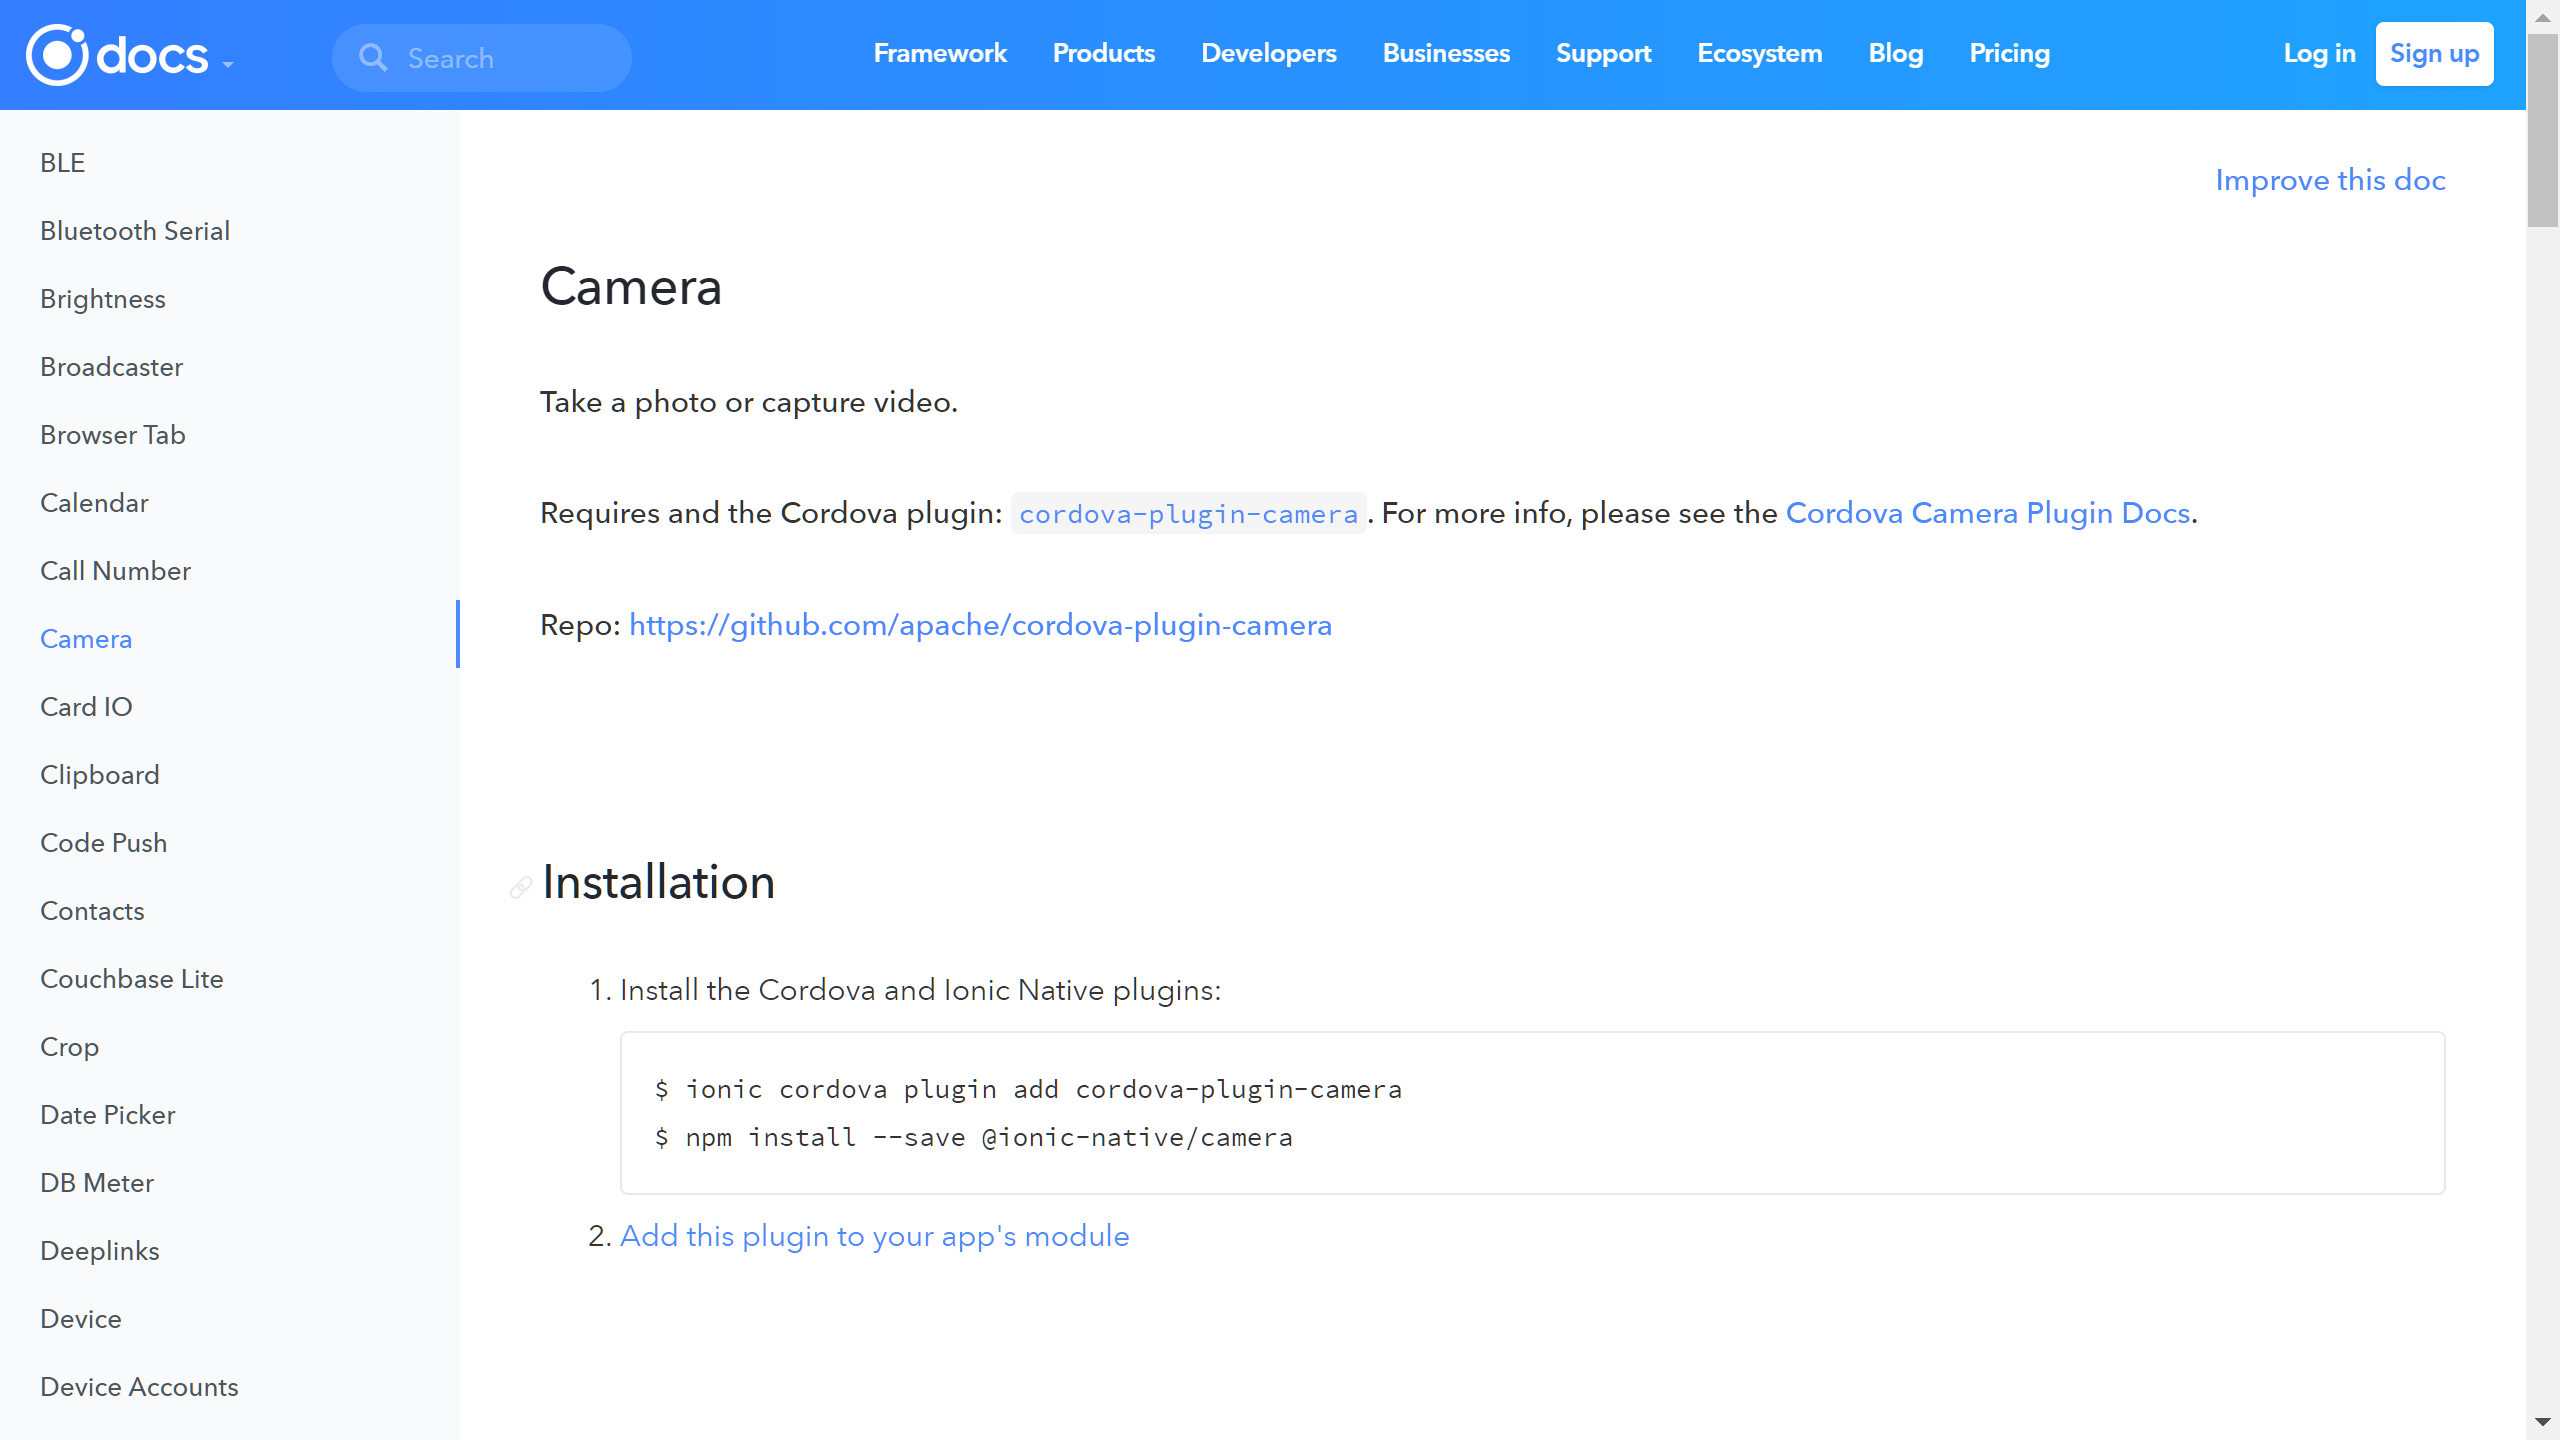 docs
Search
Framework
Products
Developers
Businesses
Support
Ecosystem
Blog
Pricing
Log in
Sign up
BLE
Bluetooth Serial
Brightness
Broadcaster
Browser Tab
Calendar
Call Number
Camera
Card IO
Clipboard
Code Push
Contacts
Couchbase Lite
Crop
Date Picker
DB Meter
Deeplinks
Device
Device Accounts
Improve this doc
Camera
Take a photo or capture video.
Requires and the Cordova plugin: cordova-plugin-camera. For more info, please see the Cordova Camera Plugin Docs.
Repo: https://github.com/apache/cordova-plugin-camera
Installation
1. Install the Cordova and Ionic Native plugins:
$ ionic cordova plugin add cordova-plugin-camera
$ npm install --save @ionic-native/camera
2. Add this plugin to your app's module